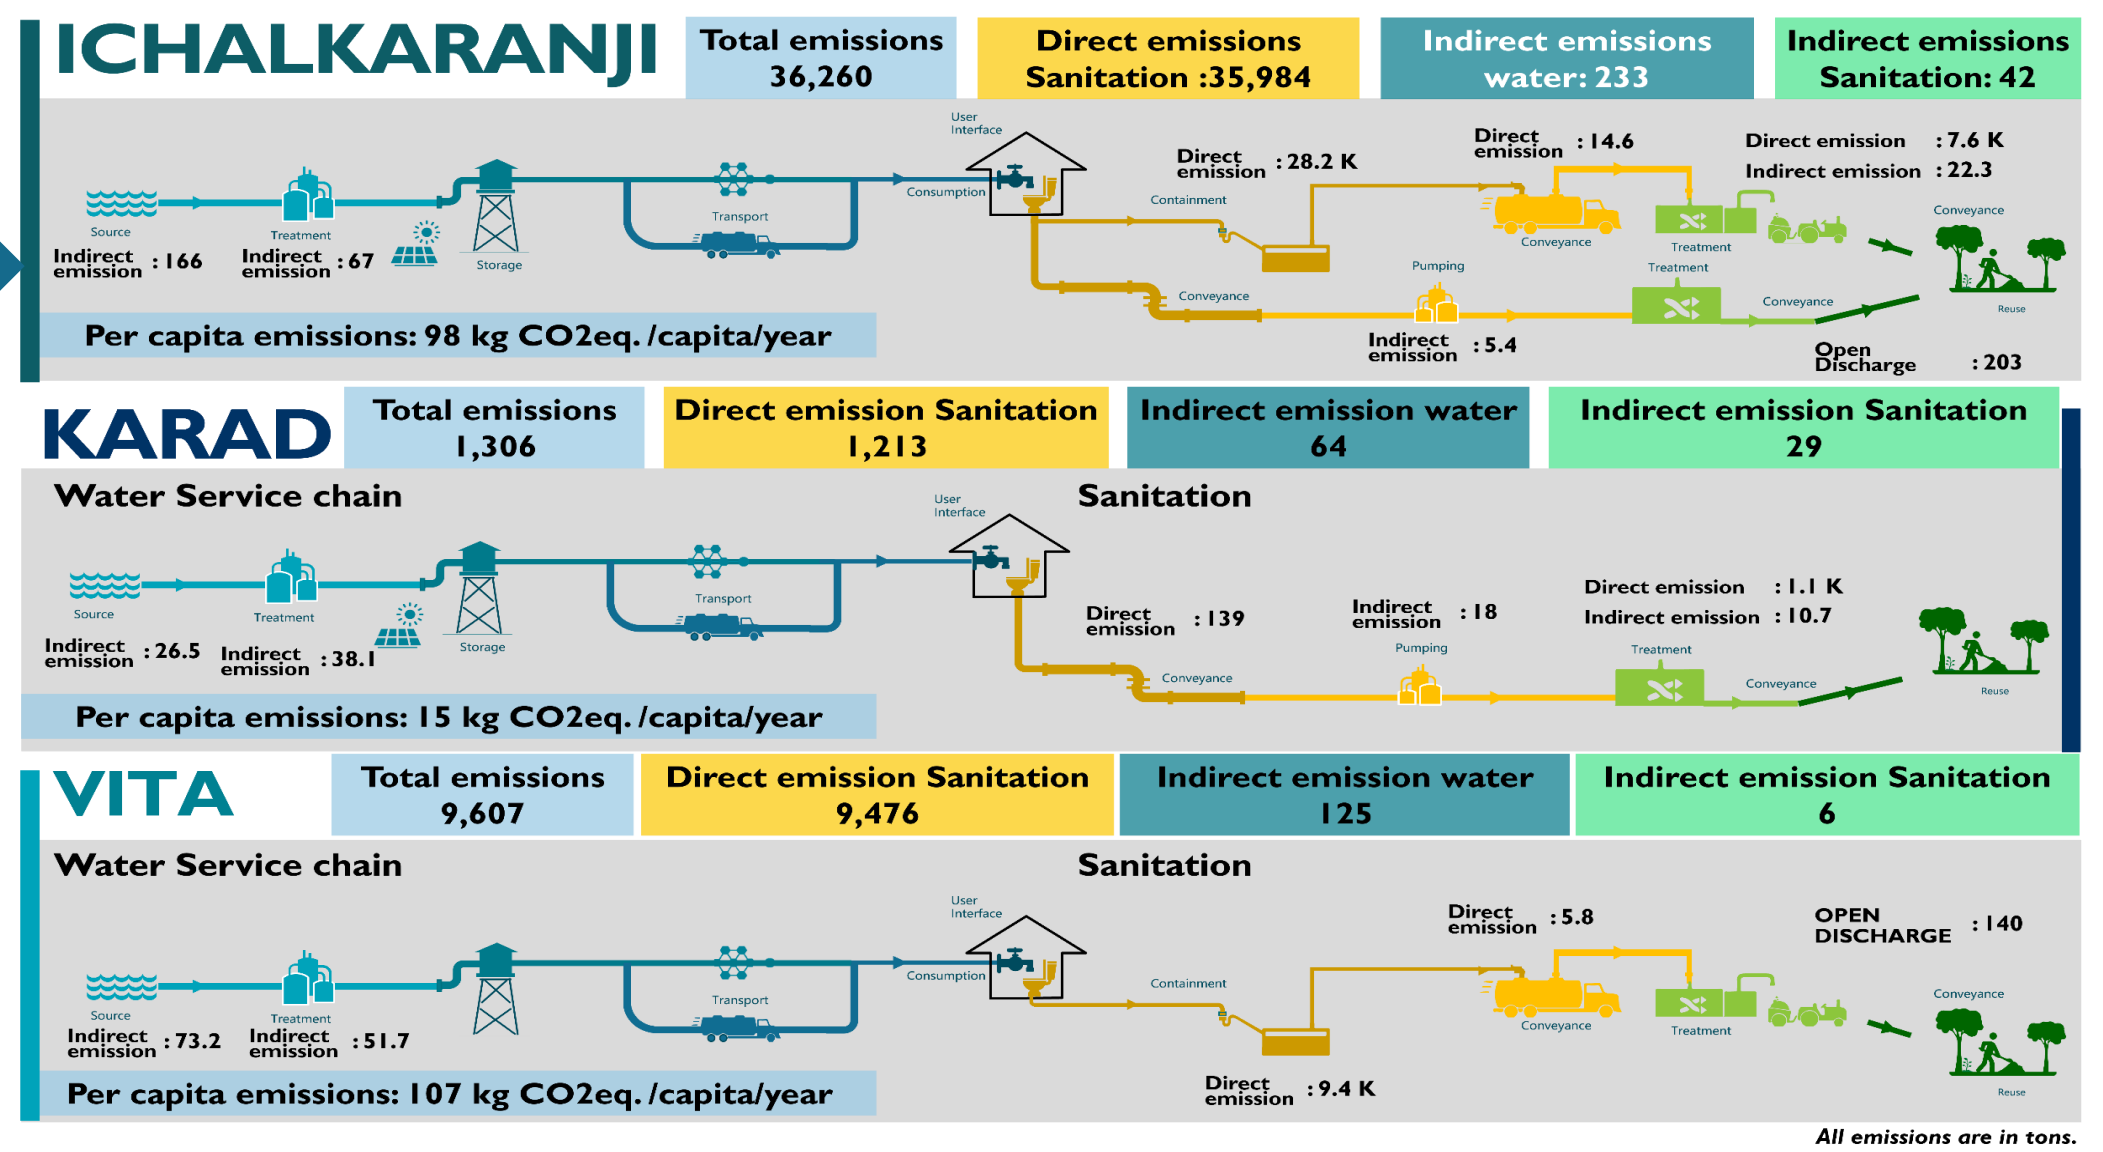 ICHALKARANJI
Total emissions
36,260
Direct emissions
Sanitation :35,984
Indirect emissions
water: 233
Indirect emissions
Sanitation: 42
User
Interface
Direct
emission : 28.2 K
Direct
emission : 14.6
Direct emission : 7.6 K
Indirect emission : 22.3
Source
Treatment
Storage
Transport
Consumption
Containment
Conveyance
Treatment
Conveyance
Reuse
Indirect
emission : 166
Indirect
emission : 67
Conveyance
Pumping
Treatment
Conveyance
Indirect
emission : 5.4
Open
Discharge : 203
Per capita emissions: 98 kg CO2eq. /capita/year
KARAD
Total emissions
1,306
Direct emission Sanitation
1,213
Indirect emission water
64
Indirect emission Sanitation
29
Water Service chain
Sanitation
User
Interface
Source
Treatment
Storage
Transport
Indirect
emission : 26.5
Indirect
emission : 38.1
Direct
emission : 139
Indirect
emission : 18
Direct emission : 1.1 K
Indirect emission : 10.7
Conveyance
Pumping
Treatment
Conveyance
Reuse
Per capita emissions: 15 kg CO2eq. /capita/year
VITA
Total emissions
9,607
Direct emission Sanitation
9,476
Indirect emission water
125
Indirect emission Sanitation
6
Water Service chain
Sanitation
User
Interface
Direct
emission : 5.8
OPEN
DISCHARGE : 140
Source
Treatment
Transport
Consumption
Containment
Conveyance
Treatment
Conveyance
Reuse
Indirect
emission : 73.2
Indirect
emission : 51.7
Direct
emission : 9.4 K
Per capita emissions: 107 kg CO2eq. /capita/year
All emissions are in tons.